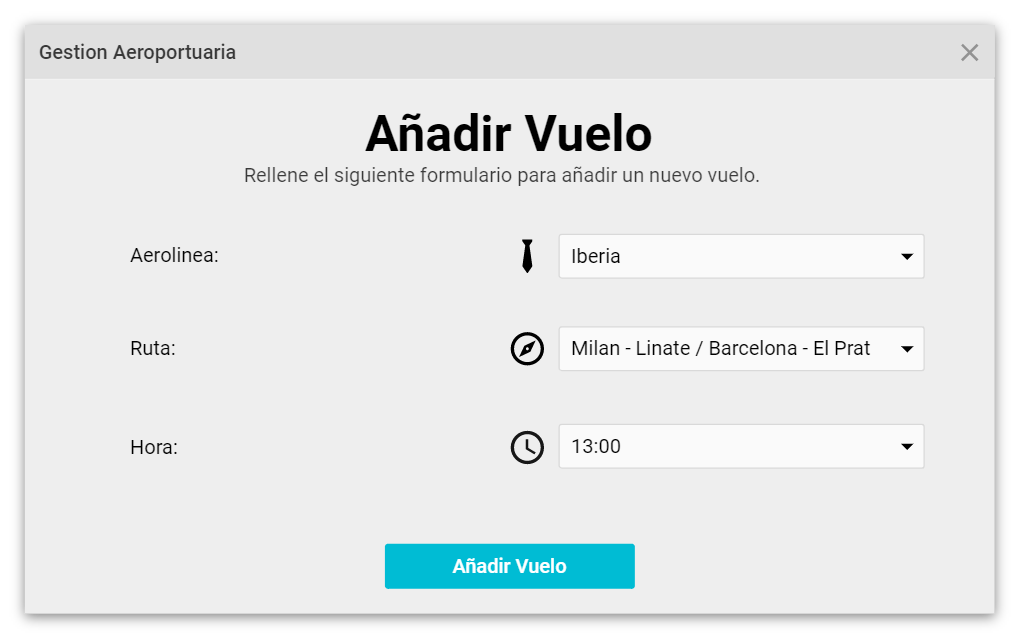 Gestion Aeroportuaria
Añadir Vuelo
Rellene el siguiente formulario para añadir un nuevo vuelo.
Aerolinea:
Iberia
Ruta:
Milan - Linate / Barcelona - El Prat
Hora:
13:00
Añadir Vuelo